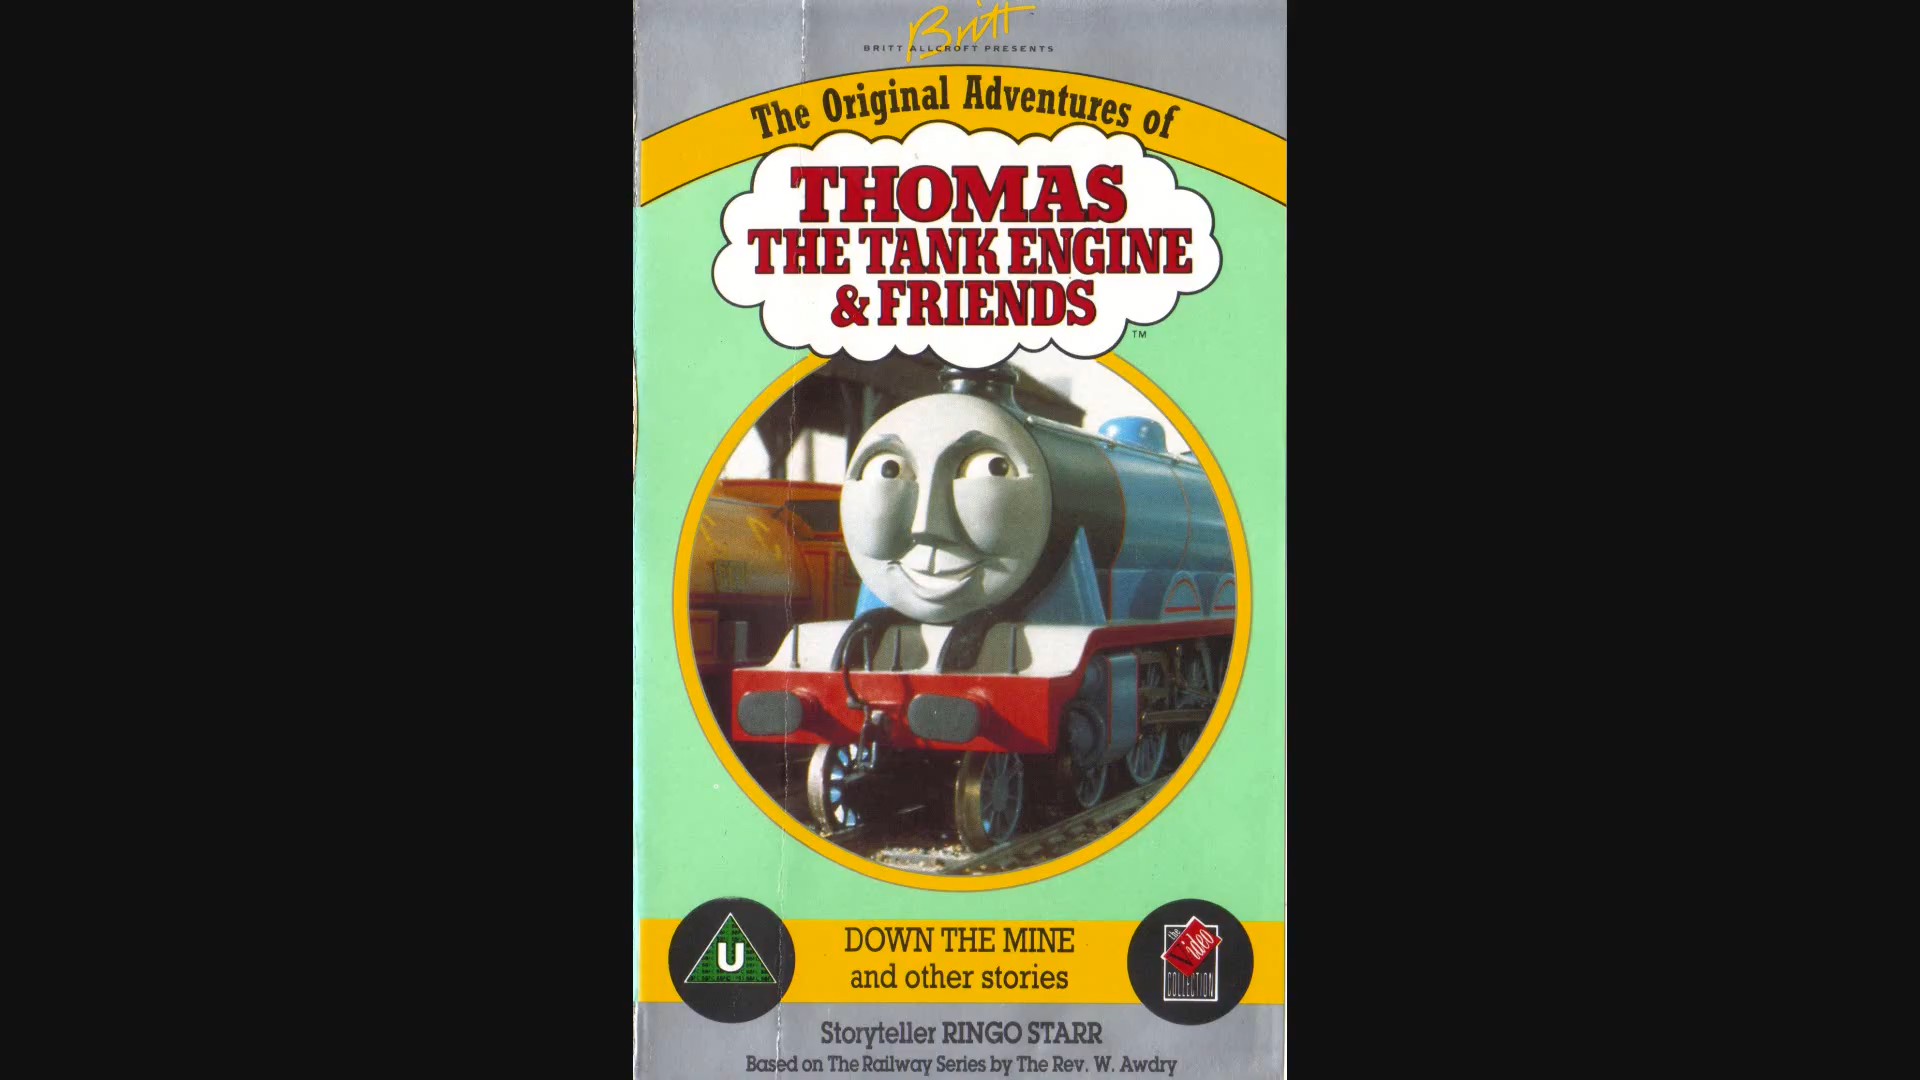 Britt
BRITT ALLCROFT PRESENTS
The Original Adventures of
THOMAS
THE TANK ENGINE
& FRIENDS
TM
U
DOWN THE MINE
and other stories
the
Video
COLLECTION
Storyteller RINGO STARR
Based on The Railway Series by The Rev. W. Awdry